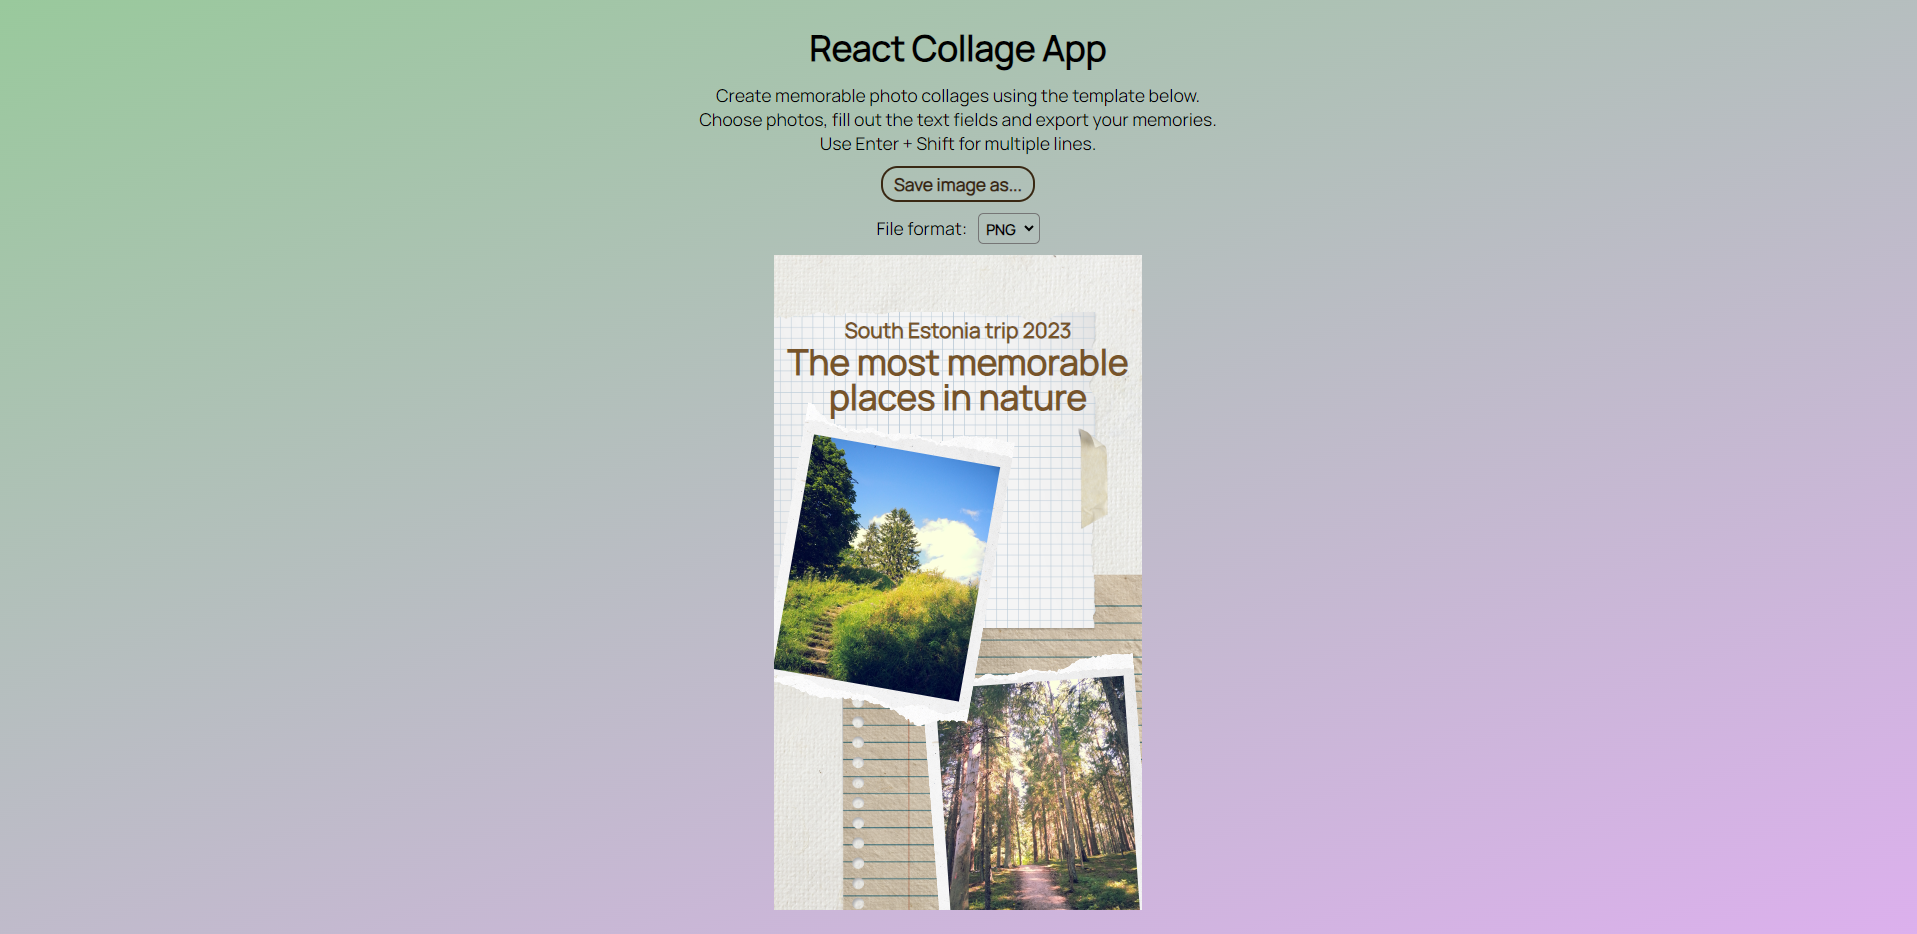 React Collage App
Create memorable photo collages using the template below.
Choose photos, fill out the text fields and export your memories.
Use Enter + Shift for multiple lines.
Save image as...
File format: PNG
South Estonia trip 2023
The most memorable
places in nature